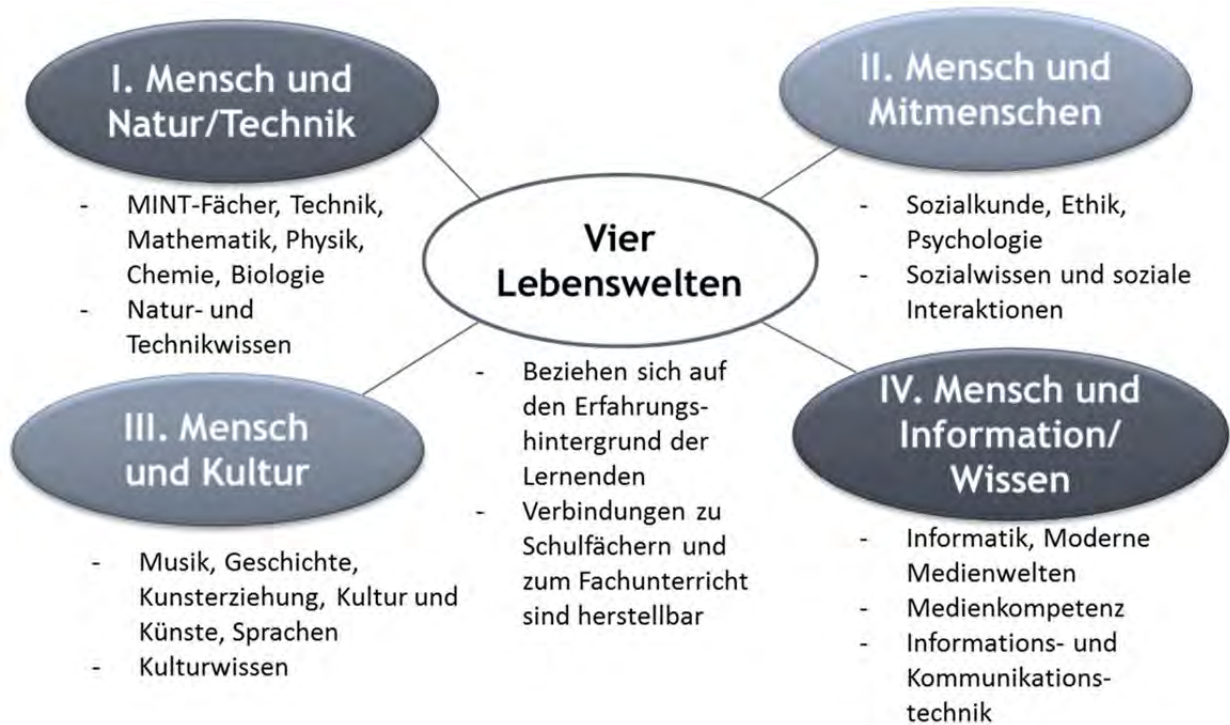 I. Mensch und
Natur/Technik
- MINT-Fächer, Technik,
Mathematik, Physik,
Chemie, Biologie
- Natur- und
Technikwissen
II. Mensch und
Mitmenschen
- Sozialkunde, Ethik,
Psychologie
- Sozialwissen und soziale
Interaktionen
Vier
Lebenswelten
- Beziehen sich auf
den Erfahrungs-
hintergrund der
Lernenden
- Verbindungen zu
Schulfächern und
zum Fachunterricht
sind herstellbar
III. Mensch
und Kultur
- Musik, Geschichte,
Kunsterziehung, Kultur und
Künste, Sprachen
- Kulturwissen
IV. Mensch und
Information/
Wissen
- Informatik, Moderne
Medienwelten
- Medienkompetenz
- Informations- und
Kommunikations-
technik